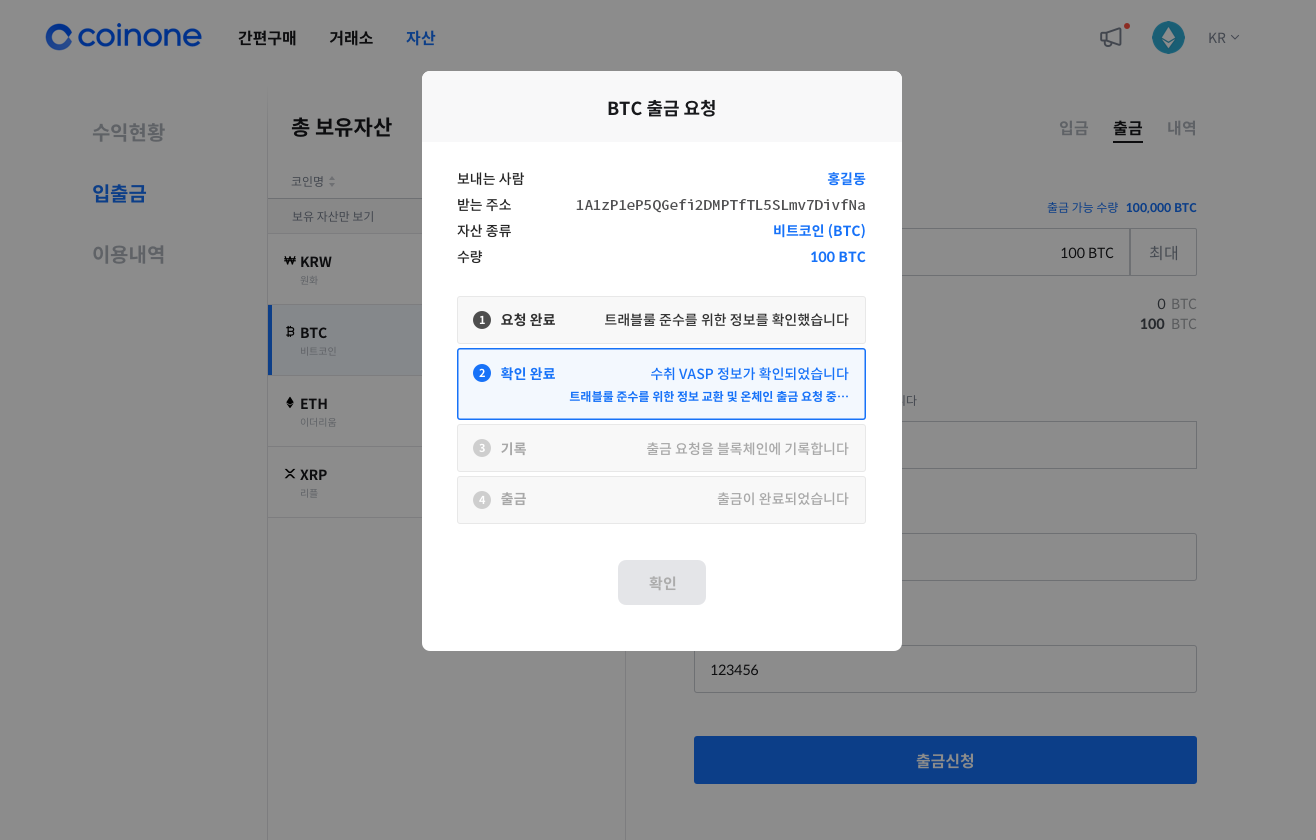 coinone 간편구매 거래소 자산 KR
수익현황
입출금
이용내역
총 보유자산
코인명
보유 자산만 보기
KRW
원화
BTC
비트코인
ETH
이더리움
XRP
리플
입금 출금 내역
출금 가능 수량 100,000 BTC
100 BTC 최대
0 BTC
100 BTC
니다
123456
출금신청
BTC 출금 요청
보내는 사람 홍길동
받는 주소 1A1zP1eP5QGefi2DMPTfTL5SLmv7DivfNa
자산 종류 비트코인 (BTC)
수량 100 BTC
1 요청 완료 트래블룰 준수를 위한 정보를 확인했습니다
2 확인 완료 수취 VASP 정보가 확인되었습니다
트래블룰 준수를 위한 정보 교환 및 온체인 출금 요청 중…
3 기록 출금 요청을 블록체인에 기록합니다
4 출금 출금이 완료되었습니다
확인